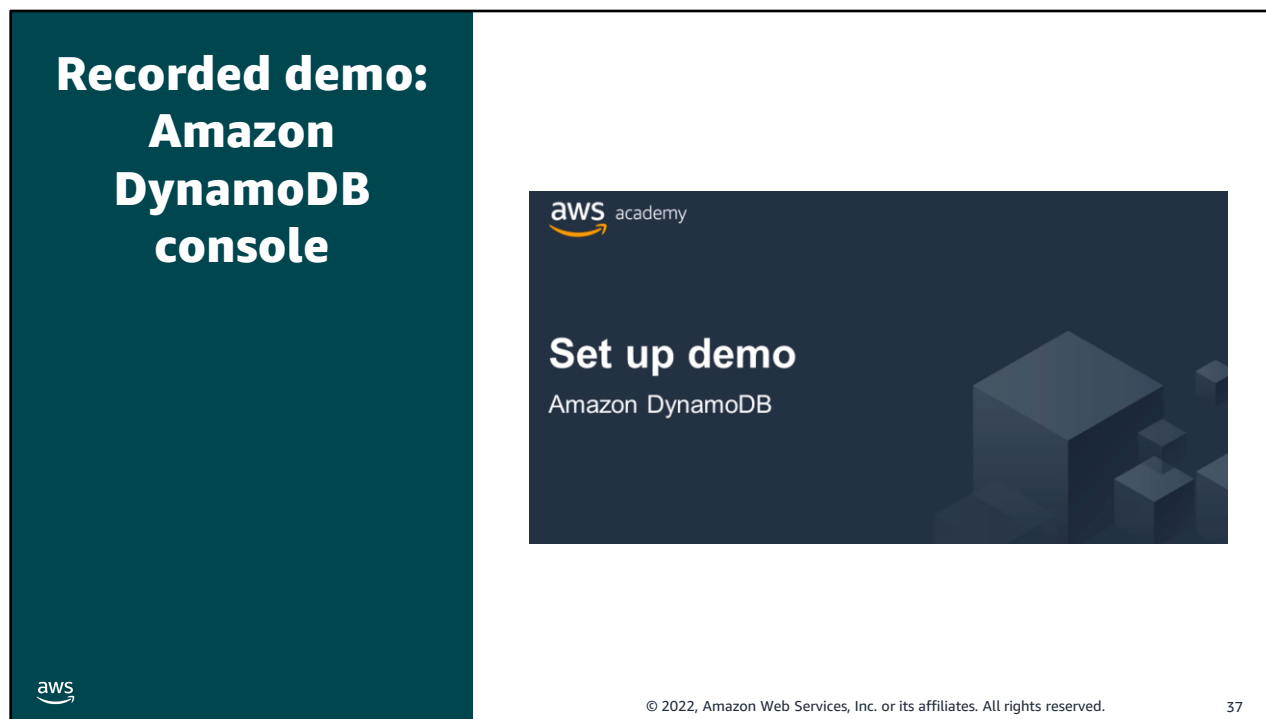 Recorded demo:
Amazon
DynamoDB
console
aws academy
Set up demo
Amazon DynamoDB
aws
© 2022, Amazon Web Services, Inc. or its affiliates. All rights reserved.
37